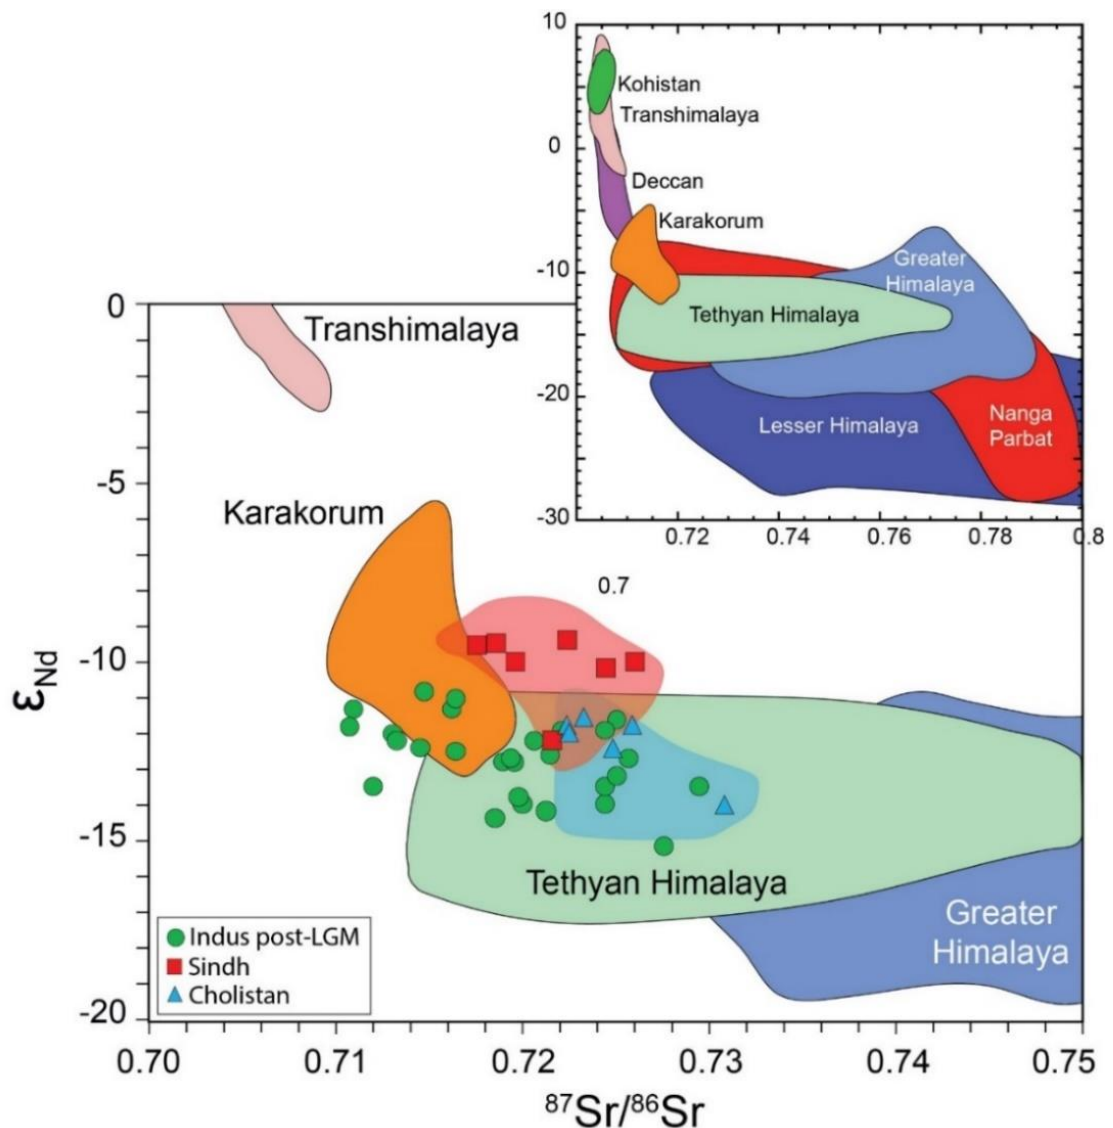 10
Kohistan
Transhimalaya
0
Deccan
Karakorum
-10
Greater
Himalaya
Tethyan Himalaya
-20
Lesser Himalaya
Nanga
Parbat
-30
0.72
0.74
0.76
0.78
0.8
0.7
0
Transhimalaya
-5
Karakorum
-10
εNd
-15
Tethyan Himalaya
Greater
Himalaya
Indus post-LGM
Sindh
Cholistan
-20
0.70
0.71
0.72
0.73
0.74
0.75
⁸⁷Sr/⁸⁶Sr